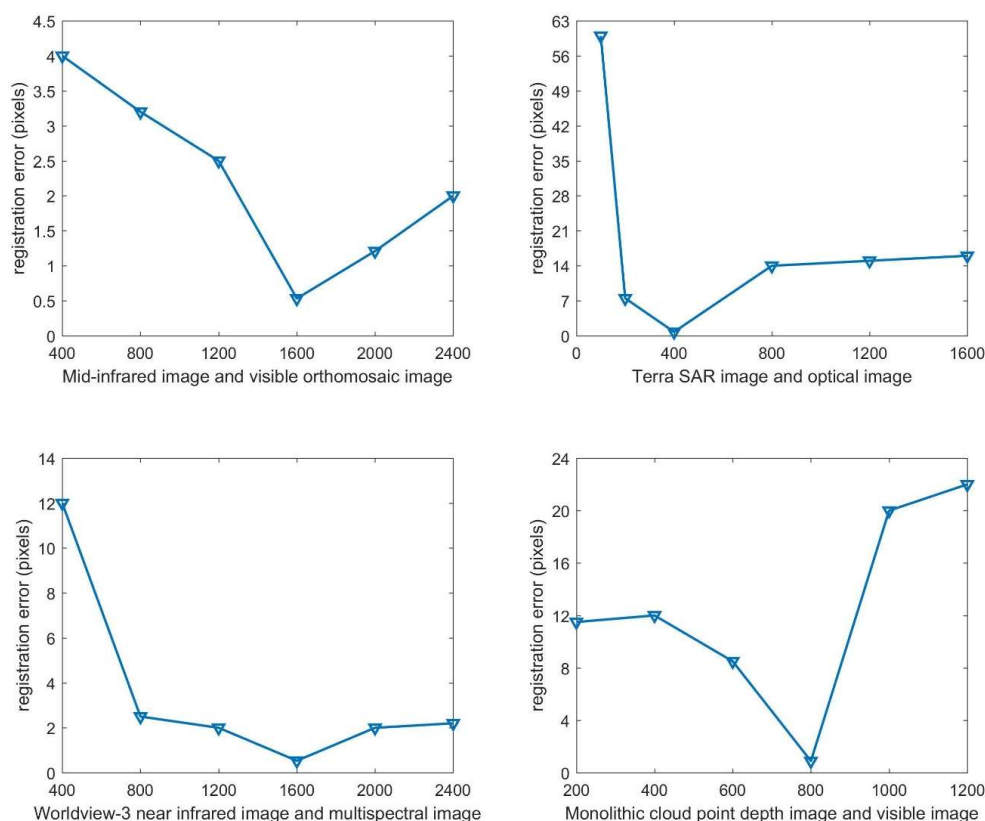 4.5
4
3.5
3
2.5
2
1.5
1
0.5
0
registration error (pixels)
400 800 1200 1600 2000 2400
Mid-infrared image and visible orthomosaic image
63
56
49
42
35
28
21
14
7
0
registration error (pixels)
0 400 800 1200 1600
Terra SAR image and optical image
14
12
10
8
6
4
2
0
registration error (pixels)
400 800 1200 1600 2000 2400
Worldview-3 near infrared image and multispectral image
24
20
16
12
8
4
0
registration error (pixels)
200 400 600 800 1000 1200
Monolithic cloud point depth image and visible image